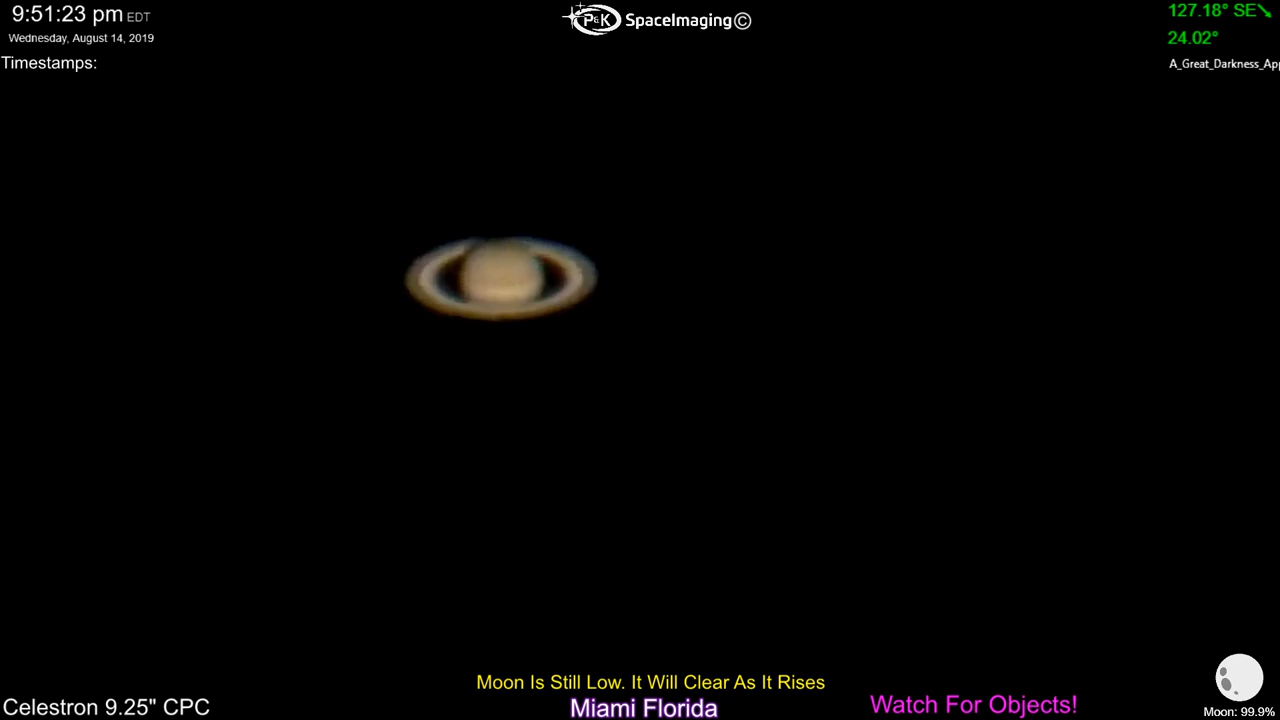 9:51:23 pm EDT
Wednesday, August 14, 2019
Timestamps:
P&K SpaceImaging©
127.18° SE↘
24.02°
A_Great_Darkness_App
Moon Is Still Low. It Will Clear As It Rises
Celestron 9.25" CPC
Miami Florida
Watch For Objects!
Moon: 99.9%